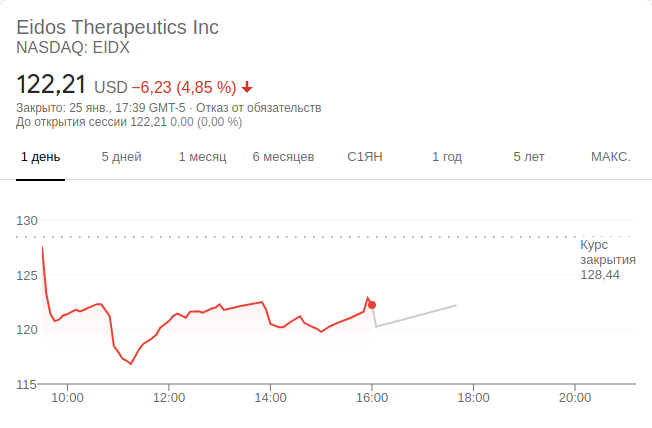 Eidos Therapeutics Inc
NASDAQ: EIDX
122,21 USD −6,23 (4,85 %)
Закрыто: 25 янв., 17:39 GMT-5 · Отказ от обязательств
До открытия сессии 122,21 0,00 (0,00 %)
1 день 5 дней 1 месяц 6 месяцев С1ЯН 1 год 5 лет МАКС.
130
Курс
закрытия
128,44
125
120
115
10:00 12:00 14:00 16:00 18:00 20:00